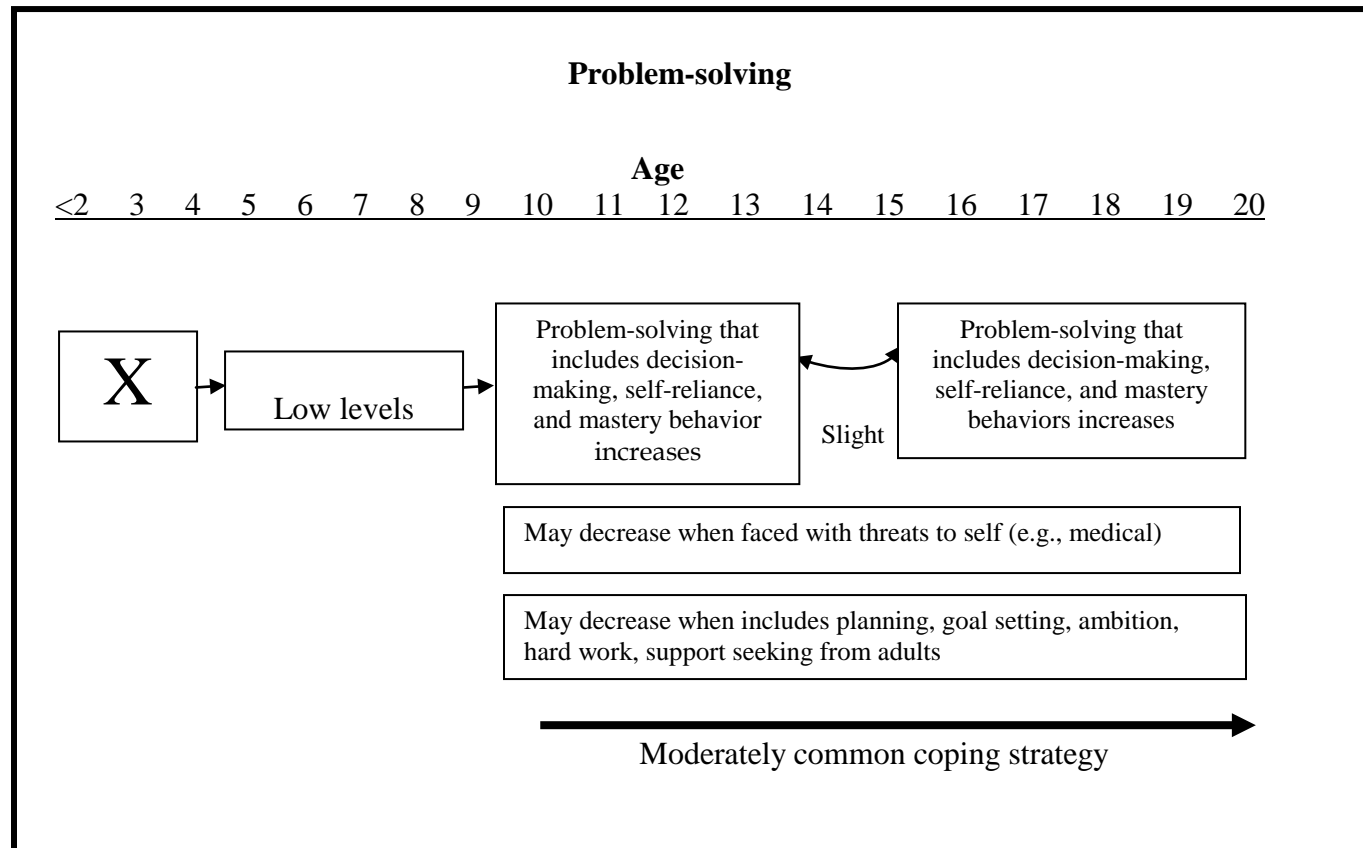 Problem-solving
Age
<2 3 4 5 6 7 8 9 10 11 12 13 14 15 16 17 18 19 20
X
Low levels
Problem-solving that
includes decision-
making, self-reliance,
and mastery behavior
increases
Slight
Problem-solving that
includes decision-making,
self-reliance, and mastery
behaviors increases
May decrease when faced with threats to self (e.g., medical)
May decrease when includes planning, goal setting, ambition,
hard work, support seeking from adults
Moderately common coping strategy